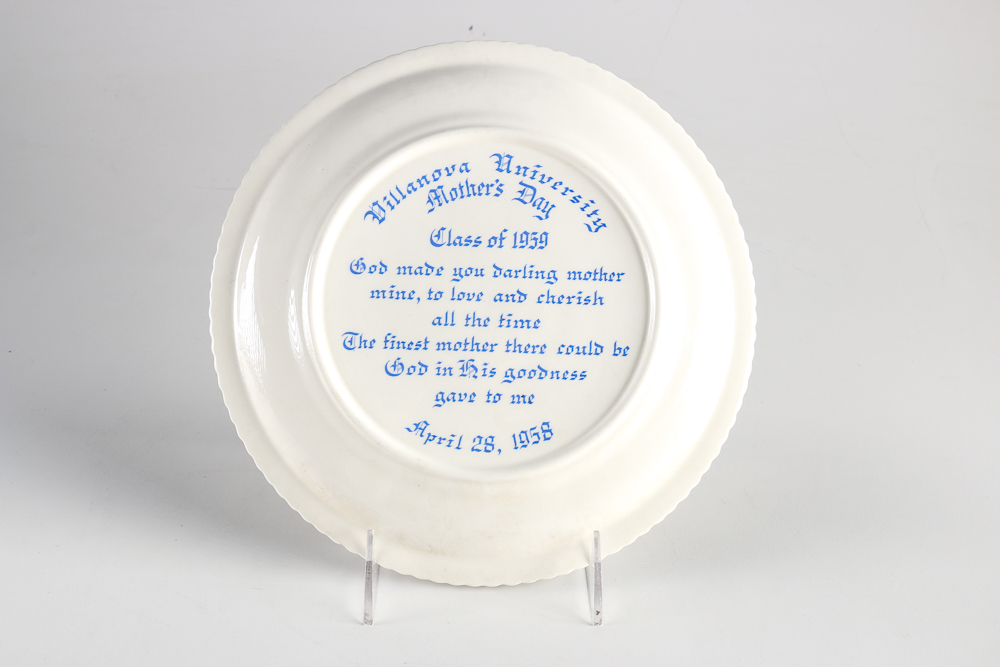 Villanova University
Mother's Day
Class of 1959
God made you darling mother
mine, to love and cherish
all the time
The finest mother there could be
God in His goodness
gave to me
April 28, 1958